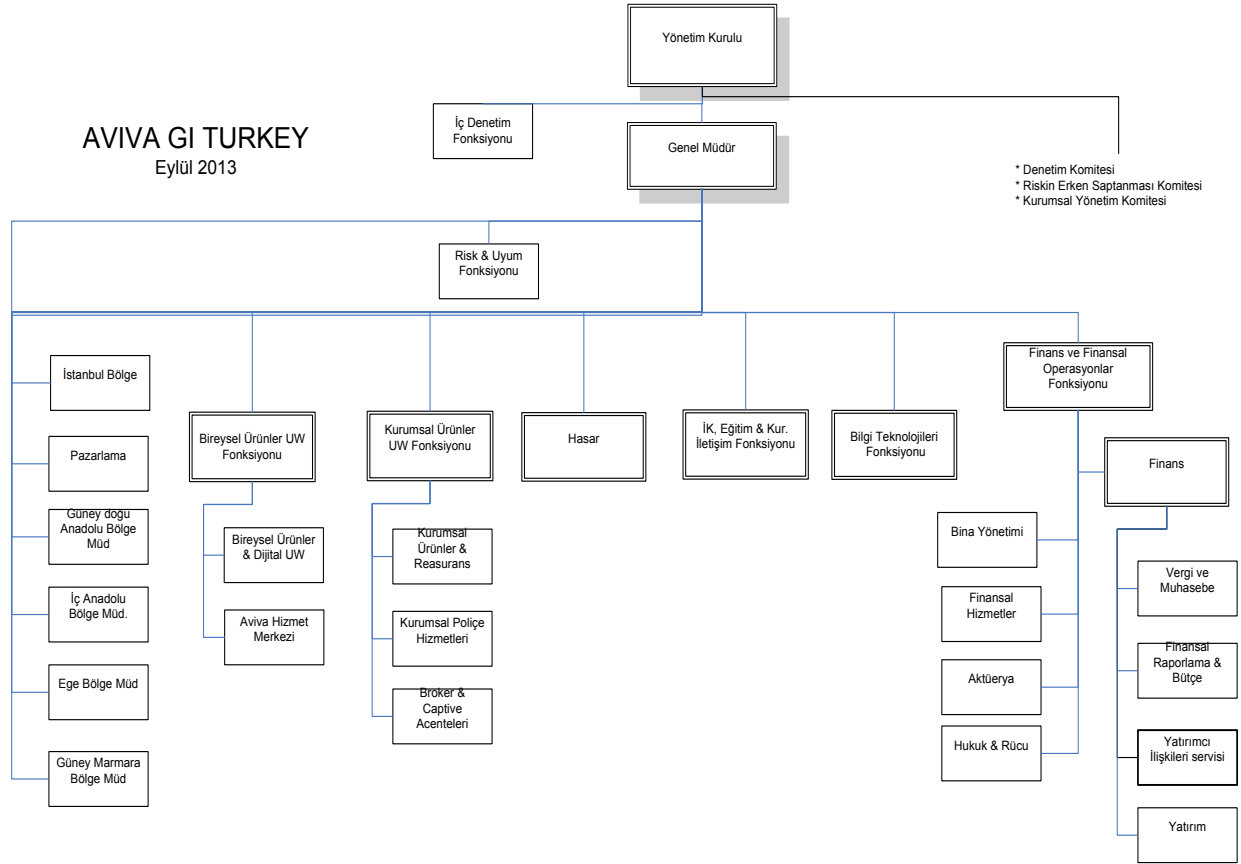 Yönetim Kurulu
İç Denetim
Fonksiyonu
AVIVA GI TURKEY
Eylül 2013
Genel Müdür
* Denetim Komitesi
* Riskin Erken Saptanması Komitesi
* Kurumsal Yönetim Komitesi
Risk & Uyum
Fonksiyonu
İstanbul Bölge
Pazarlama
Güney doğu
Anadolu Bölge
Müd
İç Anadolu
Bölge Müd.
Ege Bölge Müd
Güney Marmara
Bölge Müd
Bireysel Ürünler UW
Fonksiyonu
Bireysel Ürünler
& Dijital UW
Aviva Hizmet
Merkezi
Kurumsal Ürünler
UW Fonksiyonu
Kurumsal
Ürünler &
Reasurans
Kurumsal Poliçe
Hizmetleri
Broker &
Captive
Acenteleri
Hasar
İK, Eğitim & Kur.
İletişim Fonksiyonu
Bilgi Teknolojileri
Fonksiyonu
Finans ve Finansal
Operasyonlar
Fonksiyonu
Bina Yönetimi
Finansal
Hizmetler
Aktüerya
Hukuk & Rücu
Finans
Vergi ve
Muhasebe
Finansal
Raporlama &
Bütçe
Yatırımcı
İlişkileri servisi
Yatırım